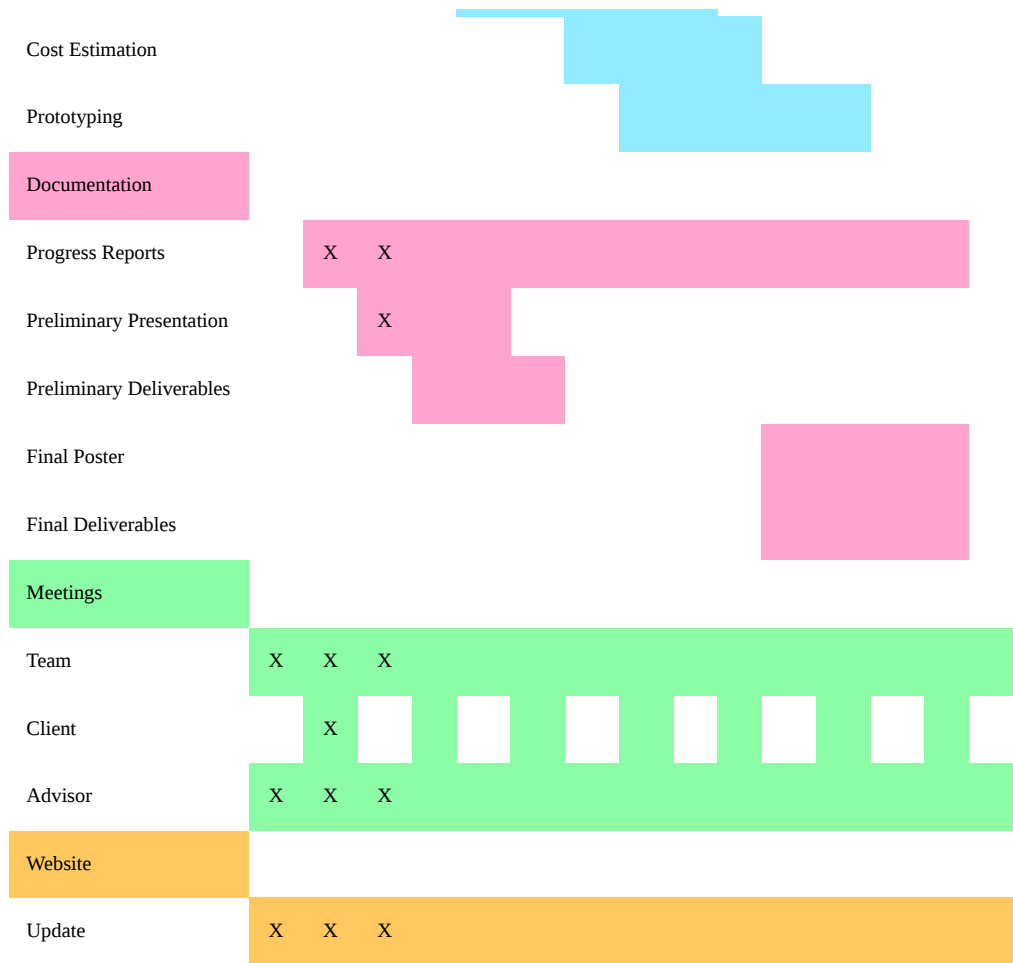 Cost Estimation
Prototyping
Documentation
Progress Reports X X
Preliminary Presentation X
Preliminary Deliverables
Final Poster
Final Deliverables
Meetings
Team X X X
Client X
Advisor X X X
Website
Update X X X